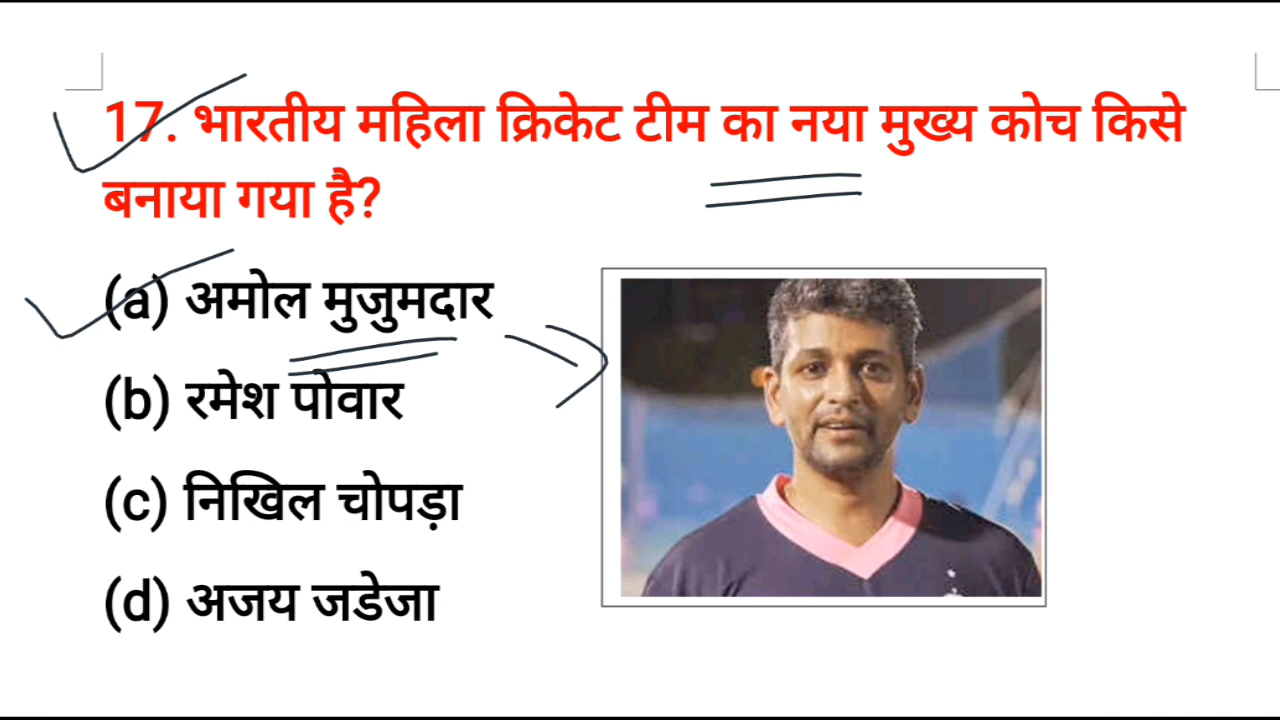 17. भारतीय महिला क्रिकेट टीम का नया मुख्य कोच किसे
बनाया गया है?
(a) अमोल मुजुमदार
(b) रमेश पोवार
(c) निखिल चोपड़ा
(d) अजय जडेजा